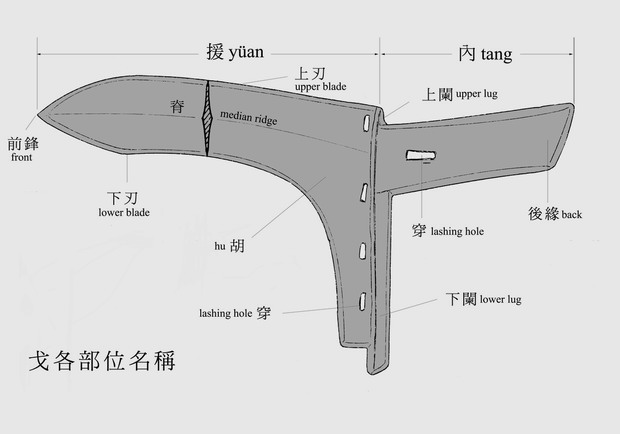 援 yüan
內 tang
上刃
upper blade
上闌 upper lug
脊
median ridge
前鋒
front
下刃
lower blade
穿 lashing hole
後緣 back
hu 胡
lashing hole 穿
下闌 lower lug
戈各部位名稱